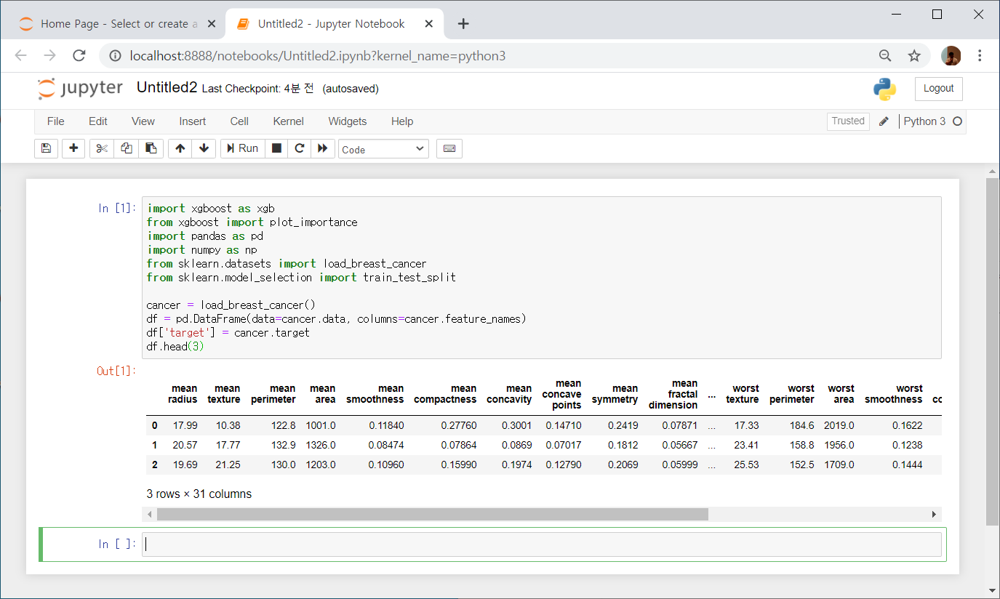 Home Page - Select or create a
Untitled2 - Jupyter Notebook
localhost:8888/notebooks/Untitled2.ipynb?kernel_name=python3
jupyter Untitled2 Last Checkpoint: 4분 전 (autosaved)
Logout
File Edit View Insert Cell Kernel Widgets Help
Trusted Python 3
Run Code
In [1]:
import xgboost as xgb
from xgboost import plot_importance
import pandas as pd
import numpy as np
from sklearn.datasets import load_breast_cancer
from sklearn.model_selection import train_test_split
cancer = load_breast_cancer()
df = pd.DataFrame(data=cancer.data, columns=cancer.feature_names)
df['target'] = cancer.target
df.head(3)
Out[1]:
mean radius mean texture mean perimeter mean area mean smoothness mean compactness mean concavity mean concave points mean symmetry mean fractal dimension ... worst texture worst perimeter worst area worst smoothness co
0 17.99 10.38 122.8 1001.0 0.11840 0.27760 0.3001 0.14710 0.2419 0.07871 ... 17.33 184.6 2019.0 0.1622
1 20.57 17.77 132.9 1326.0 0.08474 0.07864 0.0869 0.07017 0.1812 0.05667 ... 23.41 158.8 1956.0 0.1238
2 19.69 21.25 130.0 1203.0 0.10960 0.15990 0.1974 0.12790 0.2069 0.05999 ... 25.53 152.5 1709.0 0.1444
3 rows × 31 columns
In [ ]: